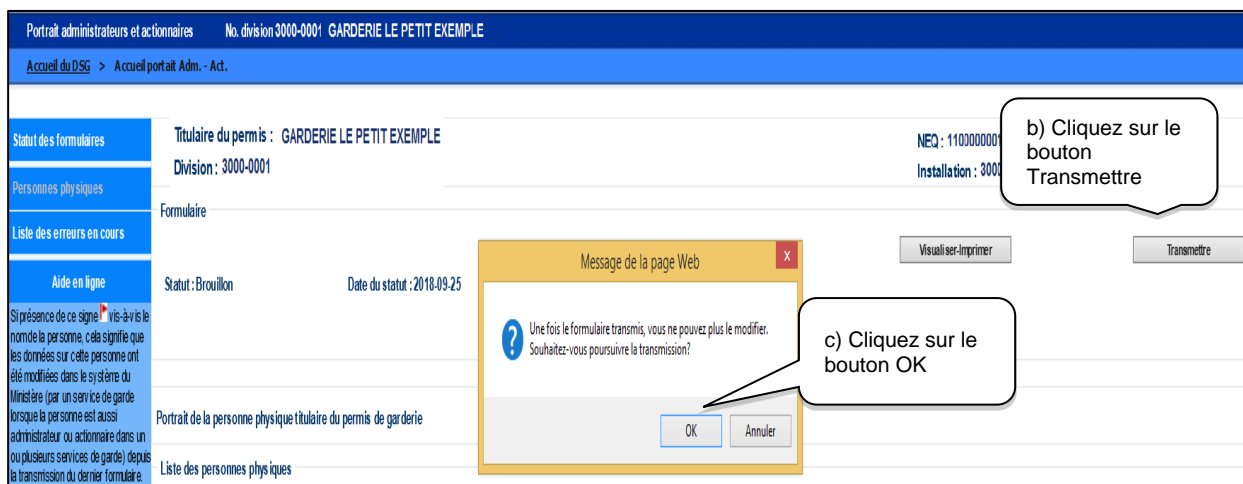 Portrait administrateurs et actionnaires No. division 3000-0001 GARDERIE LE PETIT EXEMPLE
Accueil du DSG > Accueil portait Adm. - Act.
Statut des formulaires
Personnes physiques
Liste des erreurs en cours
Aide en ligne
Si présence de ce signe vis-à-vis le
nom de la personne, cela signifie que
les données sur cette personne ont
été modifiées dans le système du
Ministère (par un service de garde
lorsque la personne est aussi
administrateur ou actionnaire dans un
ou plusieurs services de garde) depuis
la transmission du dernier formulaire.
Titulaire du permis : GARDERIE LE PETIT EXEMPLE
Division : 3000-0001
NEQ : 1100000001
Installation : 3000
b) Cliquez sur le
bouton
Transmettre
Formulaire
Visualiser-Imprimer
Transmettre
Statut : Brouillon Date du statut : 2018-09-25
Message de la page Web
x
Une fois le formulaire transmis, vous ne pouvez plus le modifier.
Souhaitez-vous poursuivre la transmission?
OK Annuler
c) Cliquez sur le
bouton OK
Portrait de la personne physique titulaire du permis de garderie
Liste des personnes physiques